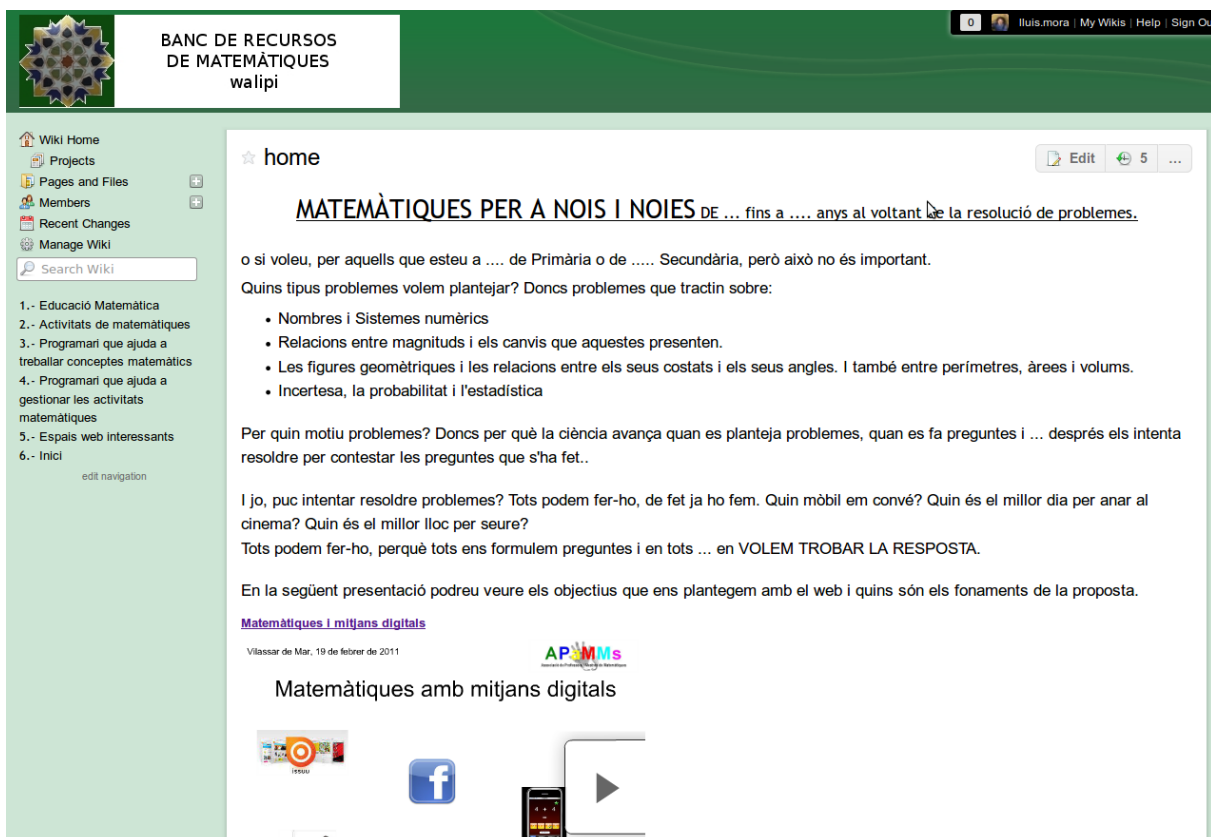 BANC DE RECURSOS
DE MATEMÀTIQUES
walipi
0 lluis.mora | My Wikis | Help | Sign Ou
Wiki Home
Projects
Pages and Files
Members
Recent Changes
Manage Wiki
Search Wiki
1.- Educació Matemàtica
2.- Activitats de matemàtiques
3.- Programari que ajuda a
treballar conceptes matemàtics
4.- Programari que ajuda a
gestionar les activitats
matemàtiques
5.- Espais web interessants
6.- Inici
edit navigation
home
Edit 5 ...
MATEMÀTIQUES PER A NOIS I NOIES DE ... fins a .... anys al voltant de la resolució de problemes.
o si voleu, per aquells que esteu a .... de Primària o de ..... Secundària, però això no és important.
Quins tipus problemes volem plantejar? Doncs problemes que tractin sobre:
• Nombres i Sistemes numèrics
• Relacions entre magnituds i els canvis que aquestes presenten.
• Les figures geomètriques i les relacions entre els seus costats i els seus angles. I també entre perímetres, àrees i volums.
• Incertesa, la probabilitat i l'estadística
Per quin motiu problemes? Doncs per què la ciència avança quan es planteja problemes, quan es fa preguntes i ... després els intenta
resoldre per contestar les preguntes que s'ha fet..
I jo, puc intentar resoldre problemes? Tots podem fer-ho, de fet ja ho fem. Quin mòbil em convé? Quin és el millor dia per anar al
cinema? Quin és el millor lloc per seure?
Tots podem fer-ho, perquè tots ens formulem preguntes i en tots ... en VOLEM TROBAR LA RESPOSTA.
En la següent presentació podreu veure els objectius que ens plantegem amb el web i quins són els fonaments de la proposta.
Matemàtiques i mitjans digitals
Vilassar de Mar, 19 de febrer de 2011
AP MMs
Matemàtiques amb mitjans digitals
issuu
f